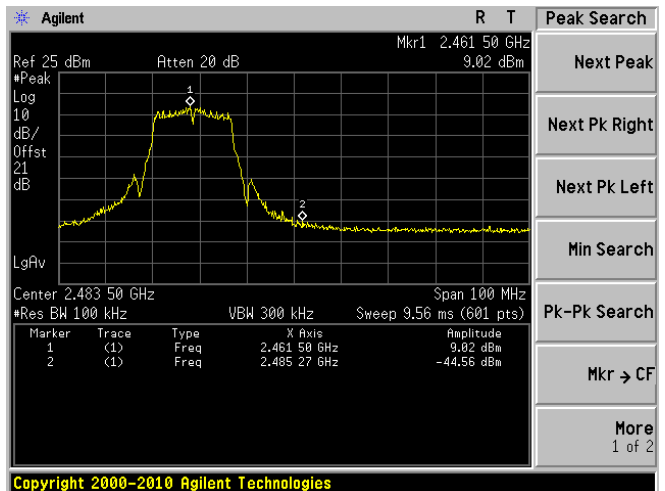 Agilent R T Peak Search
Mkr1 2.461 50 GHz
Ref 25 dBm Atten 20 dB 9.02 dBm
#Peak
Log
10
dB/
Offst
21
dB
LgAv
1
2
Center 2.483 50 GHz Span 100 MHz
#Res BW 100 kHz VBW 300 kHz Sweep 9.56 ms (601 pts)
Marker Trace Type X Axis Amplitude
1 (1) Freq 2.461 50 GHz 9.02 dBm
2 (1) Freq 2.485 27 GHz -44.56 dBm
Next Peak
Next Pk Right
Next Pk Left
Min Search
Pk-Pk Search
Mkr → CF
More
1 of 2
Copyright 2000-2010 Agilent Technologies